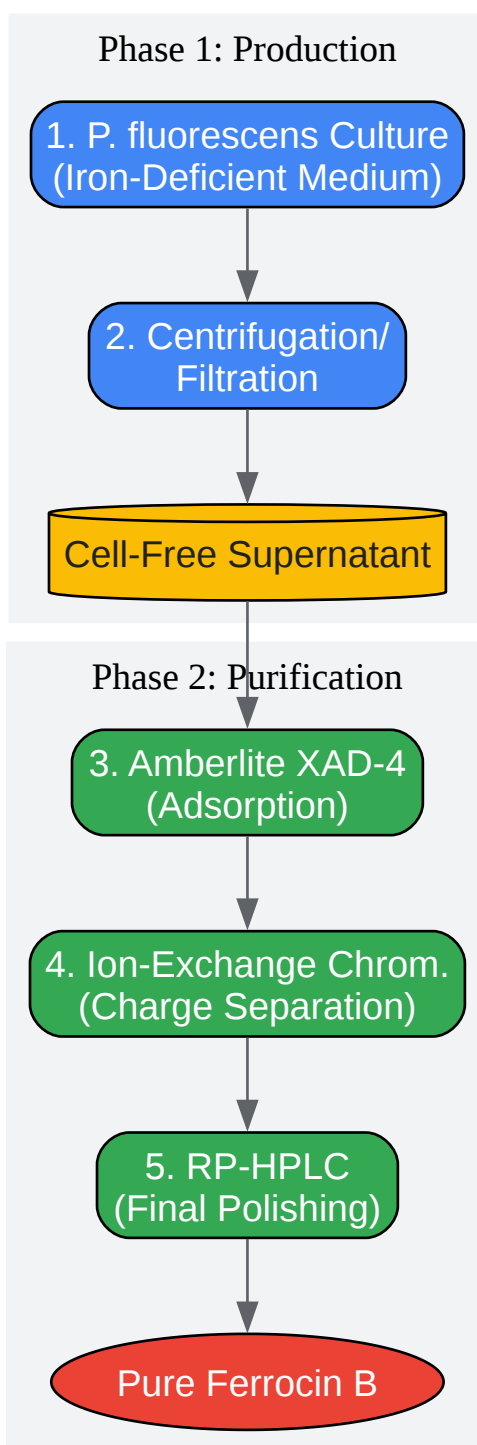 Phase 1: Production
1. P. fluorescens Culture
(Iron-Deficient Medium)
2. Centrifugation/
Filtration
Cell-Free Supernatant
Phase 2: Purification
3. Amberlite XAD-4
(Adsorption)
4. Ion-Exchange Chrom.
(Charge Separation)
5. RP-HPLC
(Final Polishing)
Pure Ferrocin B